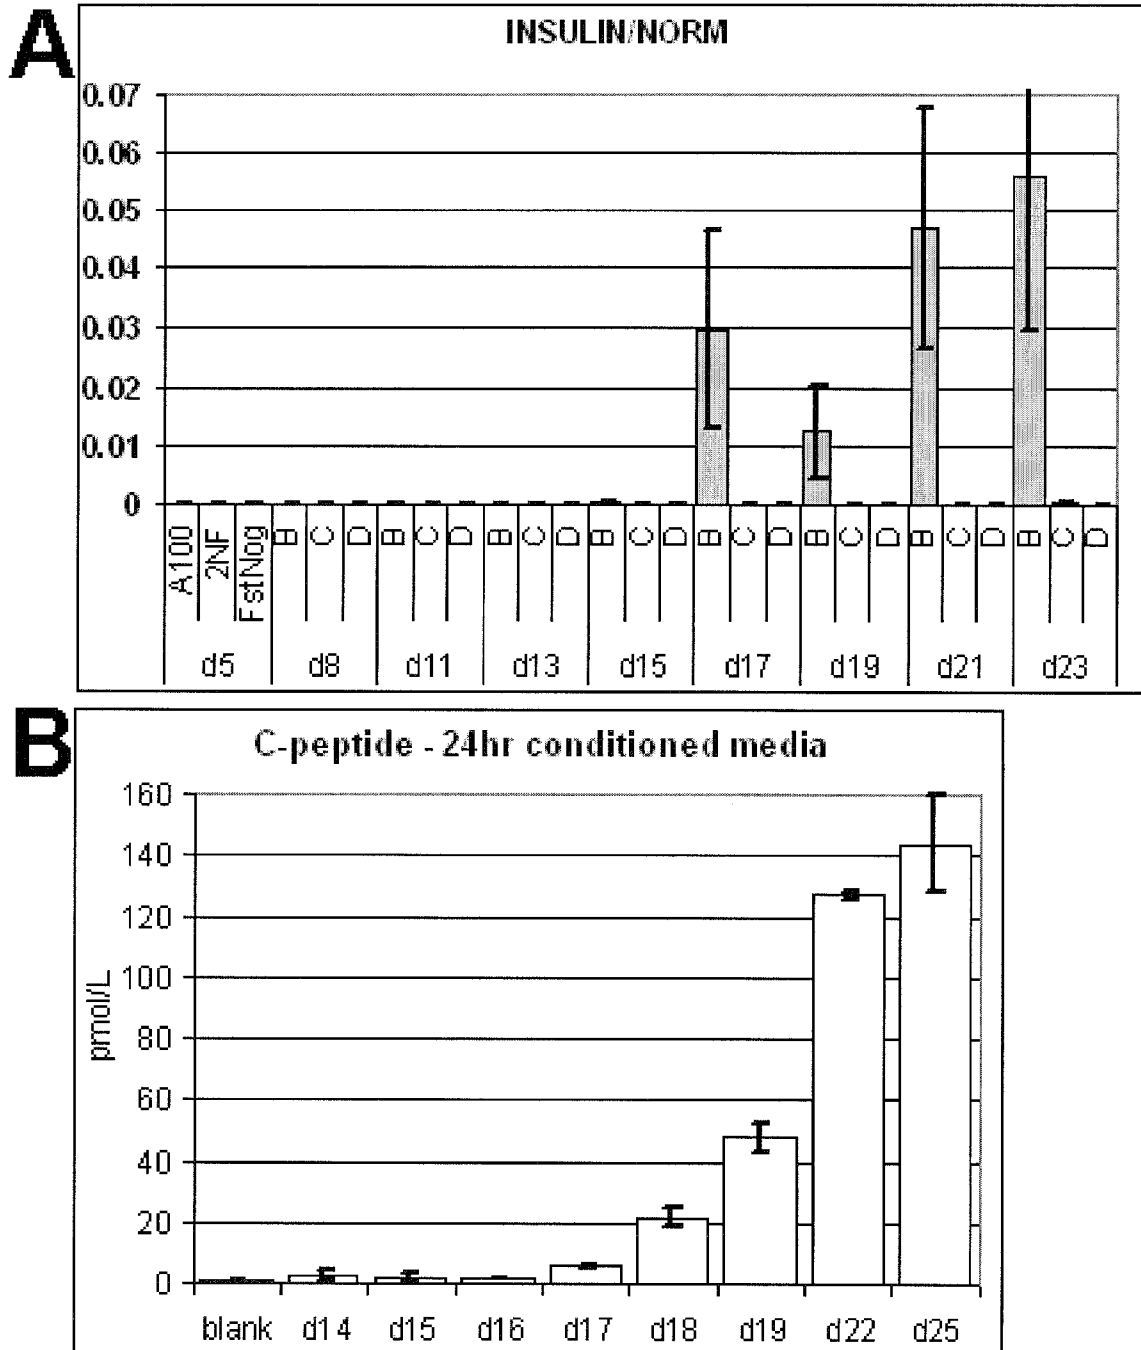 A
INSULIN/NORM
0.07
0.06
0.05
0.04
0.03
0.02
0.01
0
A100 2NF FstNog B C D B C D B C D B C D B C D B C D B C D B C D
d5 d8 d11 d13 d15 d17 d19 d21 d23
B
C-peptide - 24hr conditioned media
160
140
120
100
80
60
40
20
0
pmol/L
blank d14 d15 d16 d17 d18 d19 d22 d25